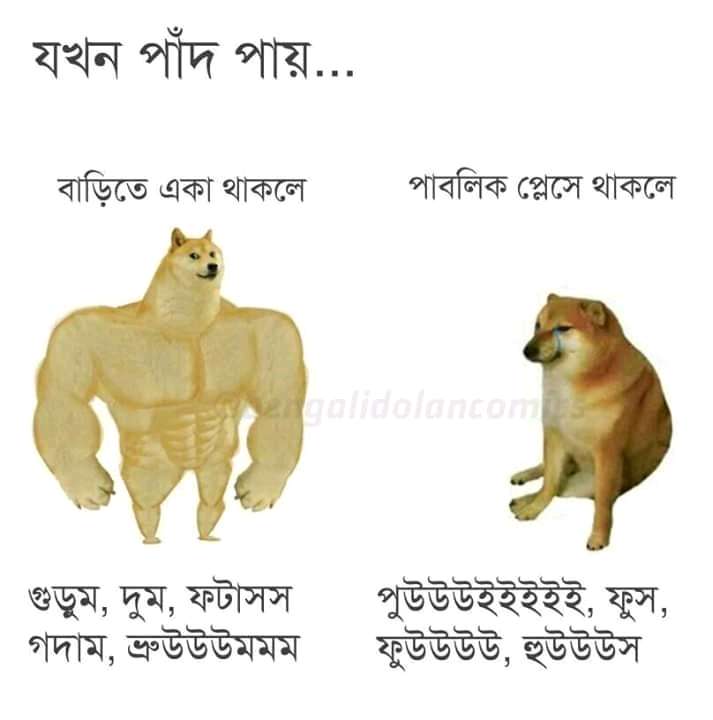 যখন পাঁদ পায়...
বাড়িতে একা থাকলে
পাবলিক প্লেসে থাকলে
@bengalidolancomics
গুড়ুম, দুম, ফটাসস
গদাম, ভ্রুউউউমমম
পুউউউইইইইই, ফুস,
ফুউউউউ, হুউউউস